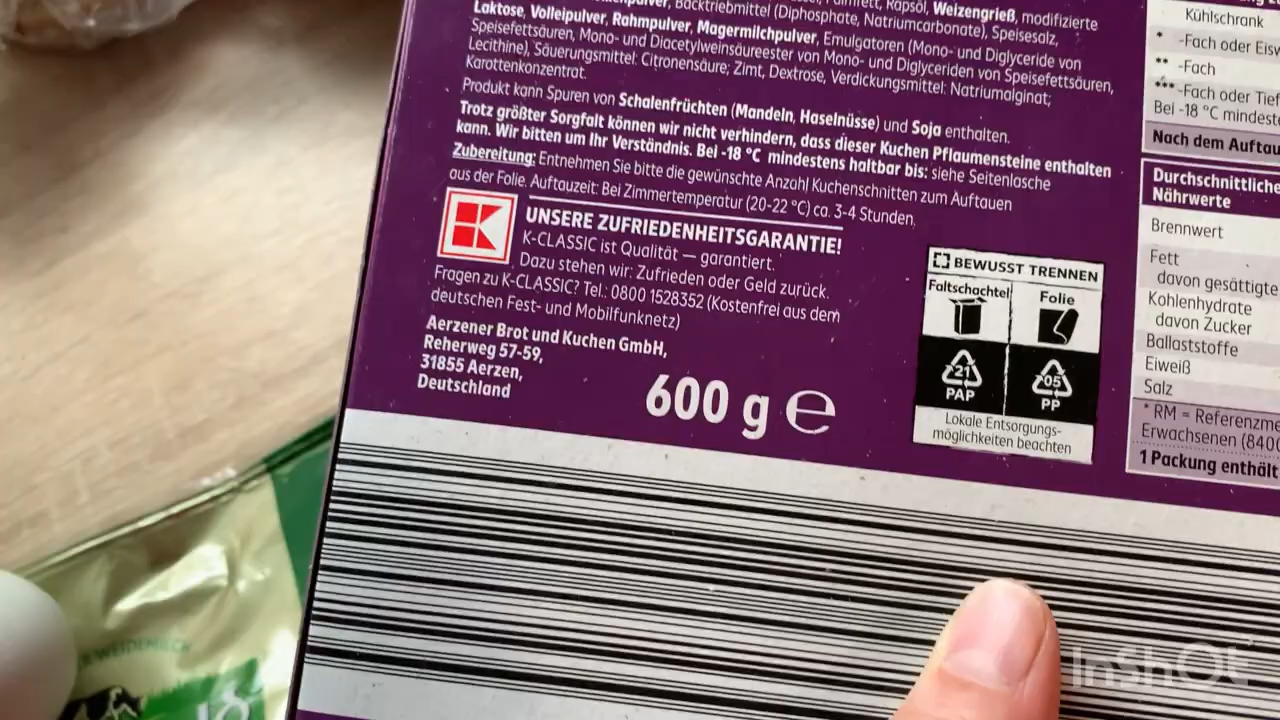 Backtriebmittel (Diphosphate, Natriumcarbonate), Speisesalz,
Rapsöl, Weizengrieß, modifizierte
Laktose, Volleipulver, Rahmpulver, Magermilchpulver, Emulgatoren (Mono- und Diglyceride von
Speisefettsäuren, Mono- und Diacetylweinsäureester von Mono- und Diglyceriden von Speisefettsäuren,
Lecithine), Säuerungsmittel: Citronensäure; Zimt, Dextrose, Verdickungsmittel: Natriumalginat;
Karottenkonzentrat.
Produkt kann Spuren von Schalenfrüchten (Mandeln, Haselnüsse) und Soja enthalten.
Trotz größter Sorgfalt können wir nicht verhindern, dass dieser Kuchen Pflaumensteine enthalten
kann. Wir bitten um Ihr Verständnis. Bei -18 °C mindestens haltbar bis: siehe Seitenlasche
Zubereitung: Entnehmen Sie bitte die gewünschte Anzahl Kuchenschnitten zum Auftauen
aus der Folie. Auftauzeit: Bei Zimmertemperatur (20-22 °C) ca. 3-4 Stunden.
UNSERE ZUFRIEDENHEITSGARANTIE!
K-CLASSIC ist Qualität — garantiert.
Dazu stehen wir: Zufrieden oder Geld zurück.
Fragen zu K-CLASSIC? Tel.: 0800 1528352 (Kostenfrei aus dem
deutschen Fest- und Mobilfunknetz)
Aerzener Brot und Kuchen GmbH,
Reherweg 57-59,
31855 Aerzen,
Deutschland
600 g e
BEWUSST TRENNEN
Faltschachtel Folie
21 05
PAP PP
Lokale Entsorgungs-
möglichkeiten beachten
Kühlschrank
* -Fach oder
** -Fach
*** -Fach oder
Bei -18 °C
Nach dem
Durchschnittliche
Nährwerte
Brennwert
Fett
davon gesättigte
Kohlenhydrate
davon Zucker
Ballaststoffe
Eiweiß
Salz
* RM =
Erwachsenen
1 Packung enthält
WEIDEMILCH
InShOt